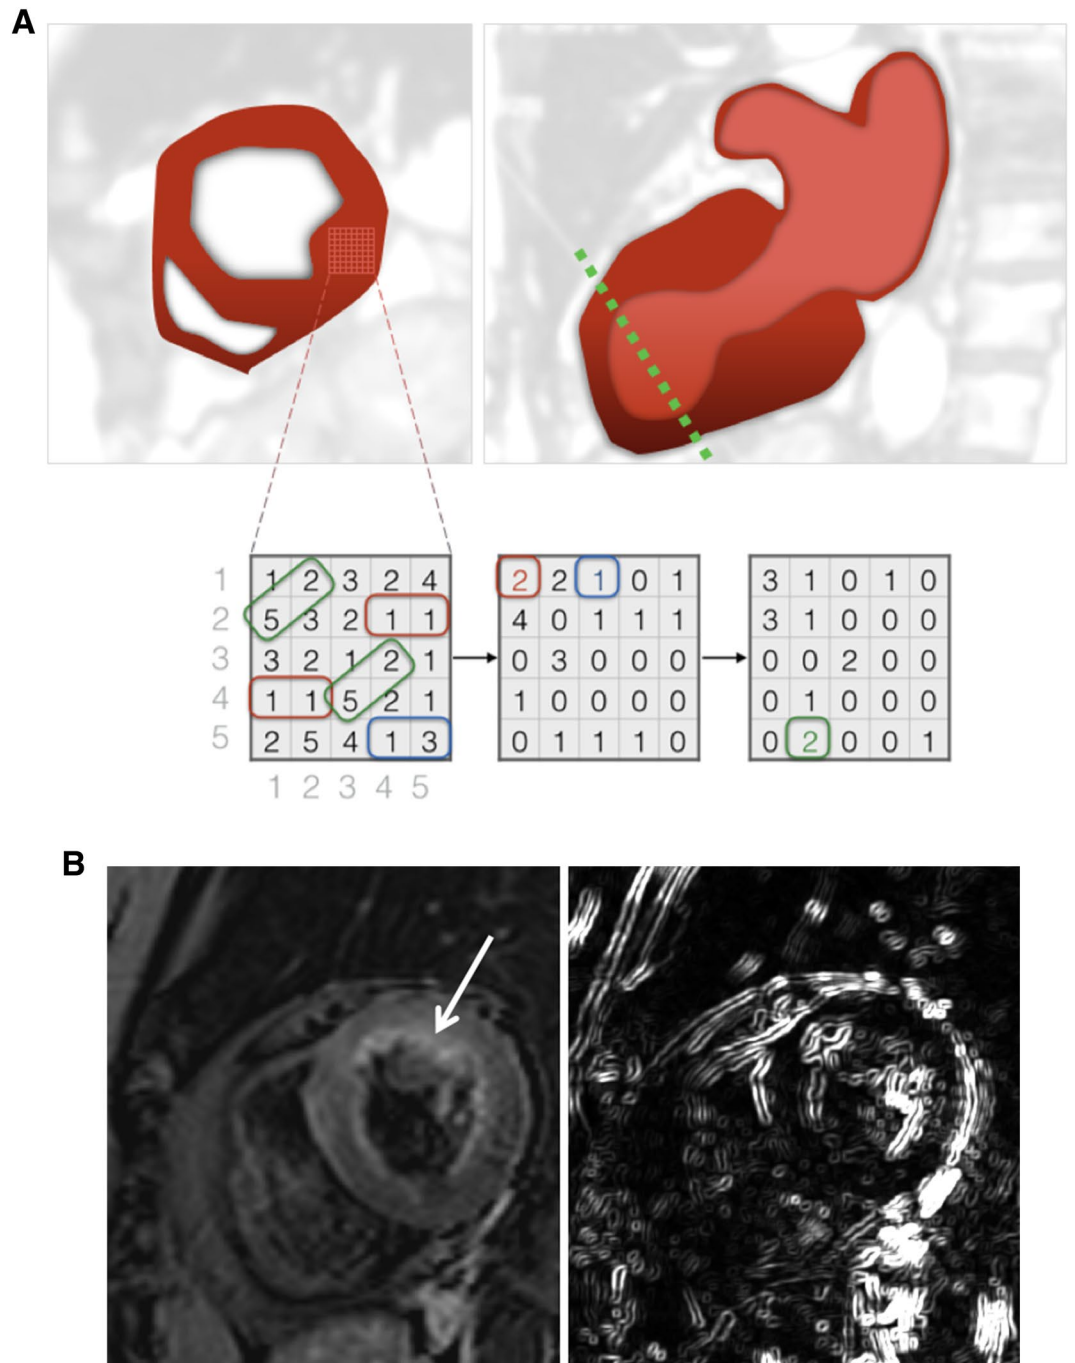 A
1 1 2 3 2 4 2 2 1 0 1 3 1 0 1 0
2 5 3 2 1 1 4 0 1 1 1 3 1 0 0 0
3 3 2 1 2 1 0 3 0 0 0 0 0 2 0 0
4 1 1 5 2 1 1 0 0 0 0 0 1 0 0 0
5 2 5 4 1 3 0 1 1 1 0 0 2 0 0 1
1 2 3 4 5
B